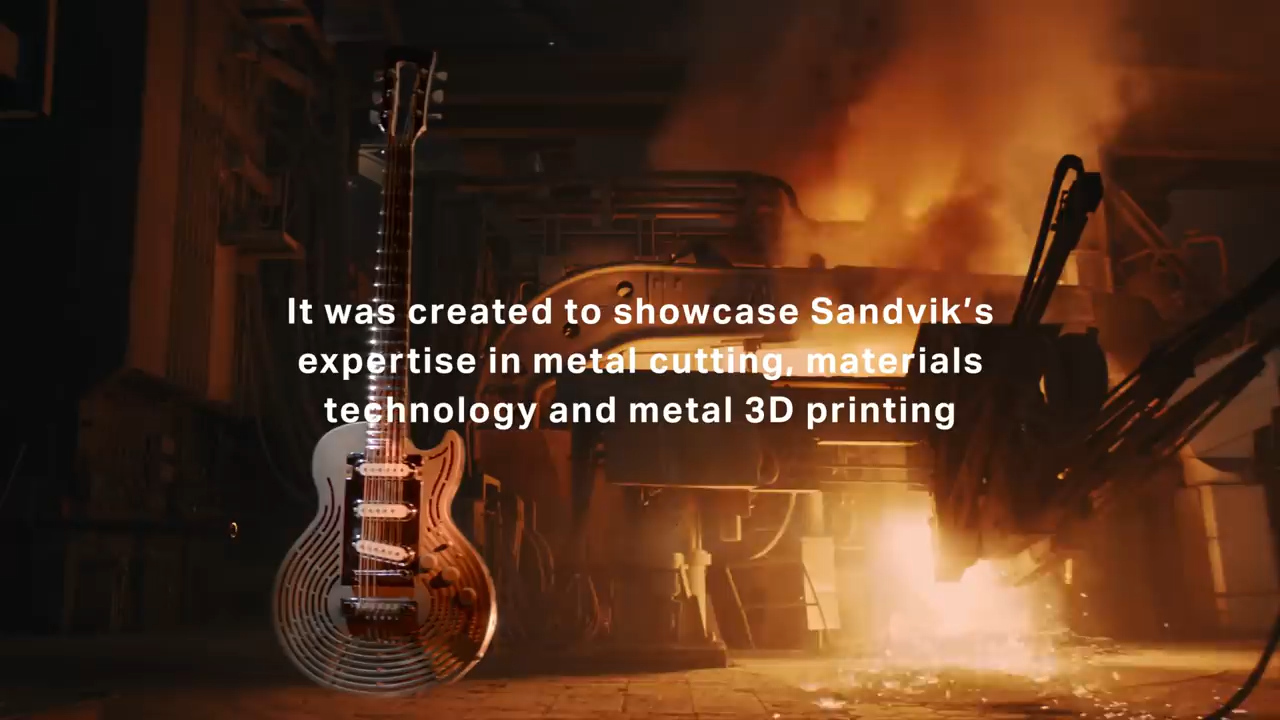 It was created to showcase Sandvik’s
expertise in metal cutting, materials
technology and metal 3D printing